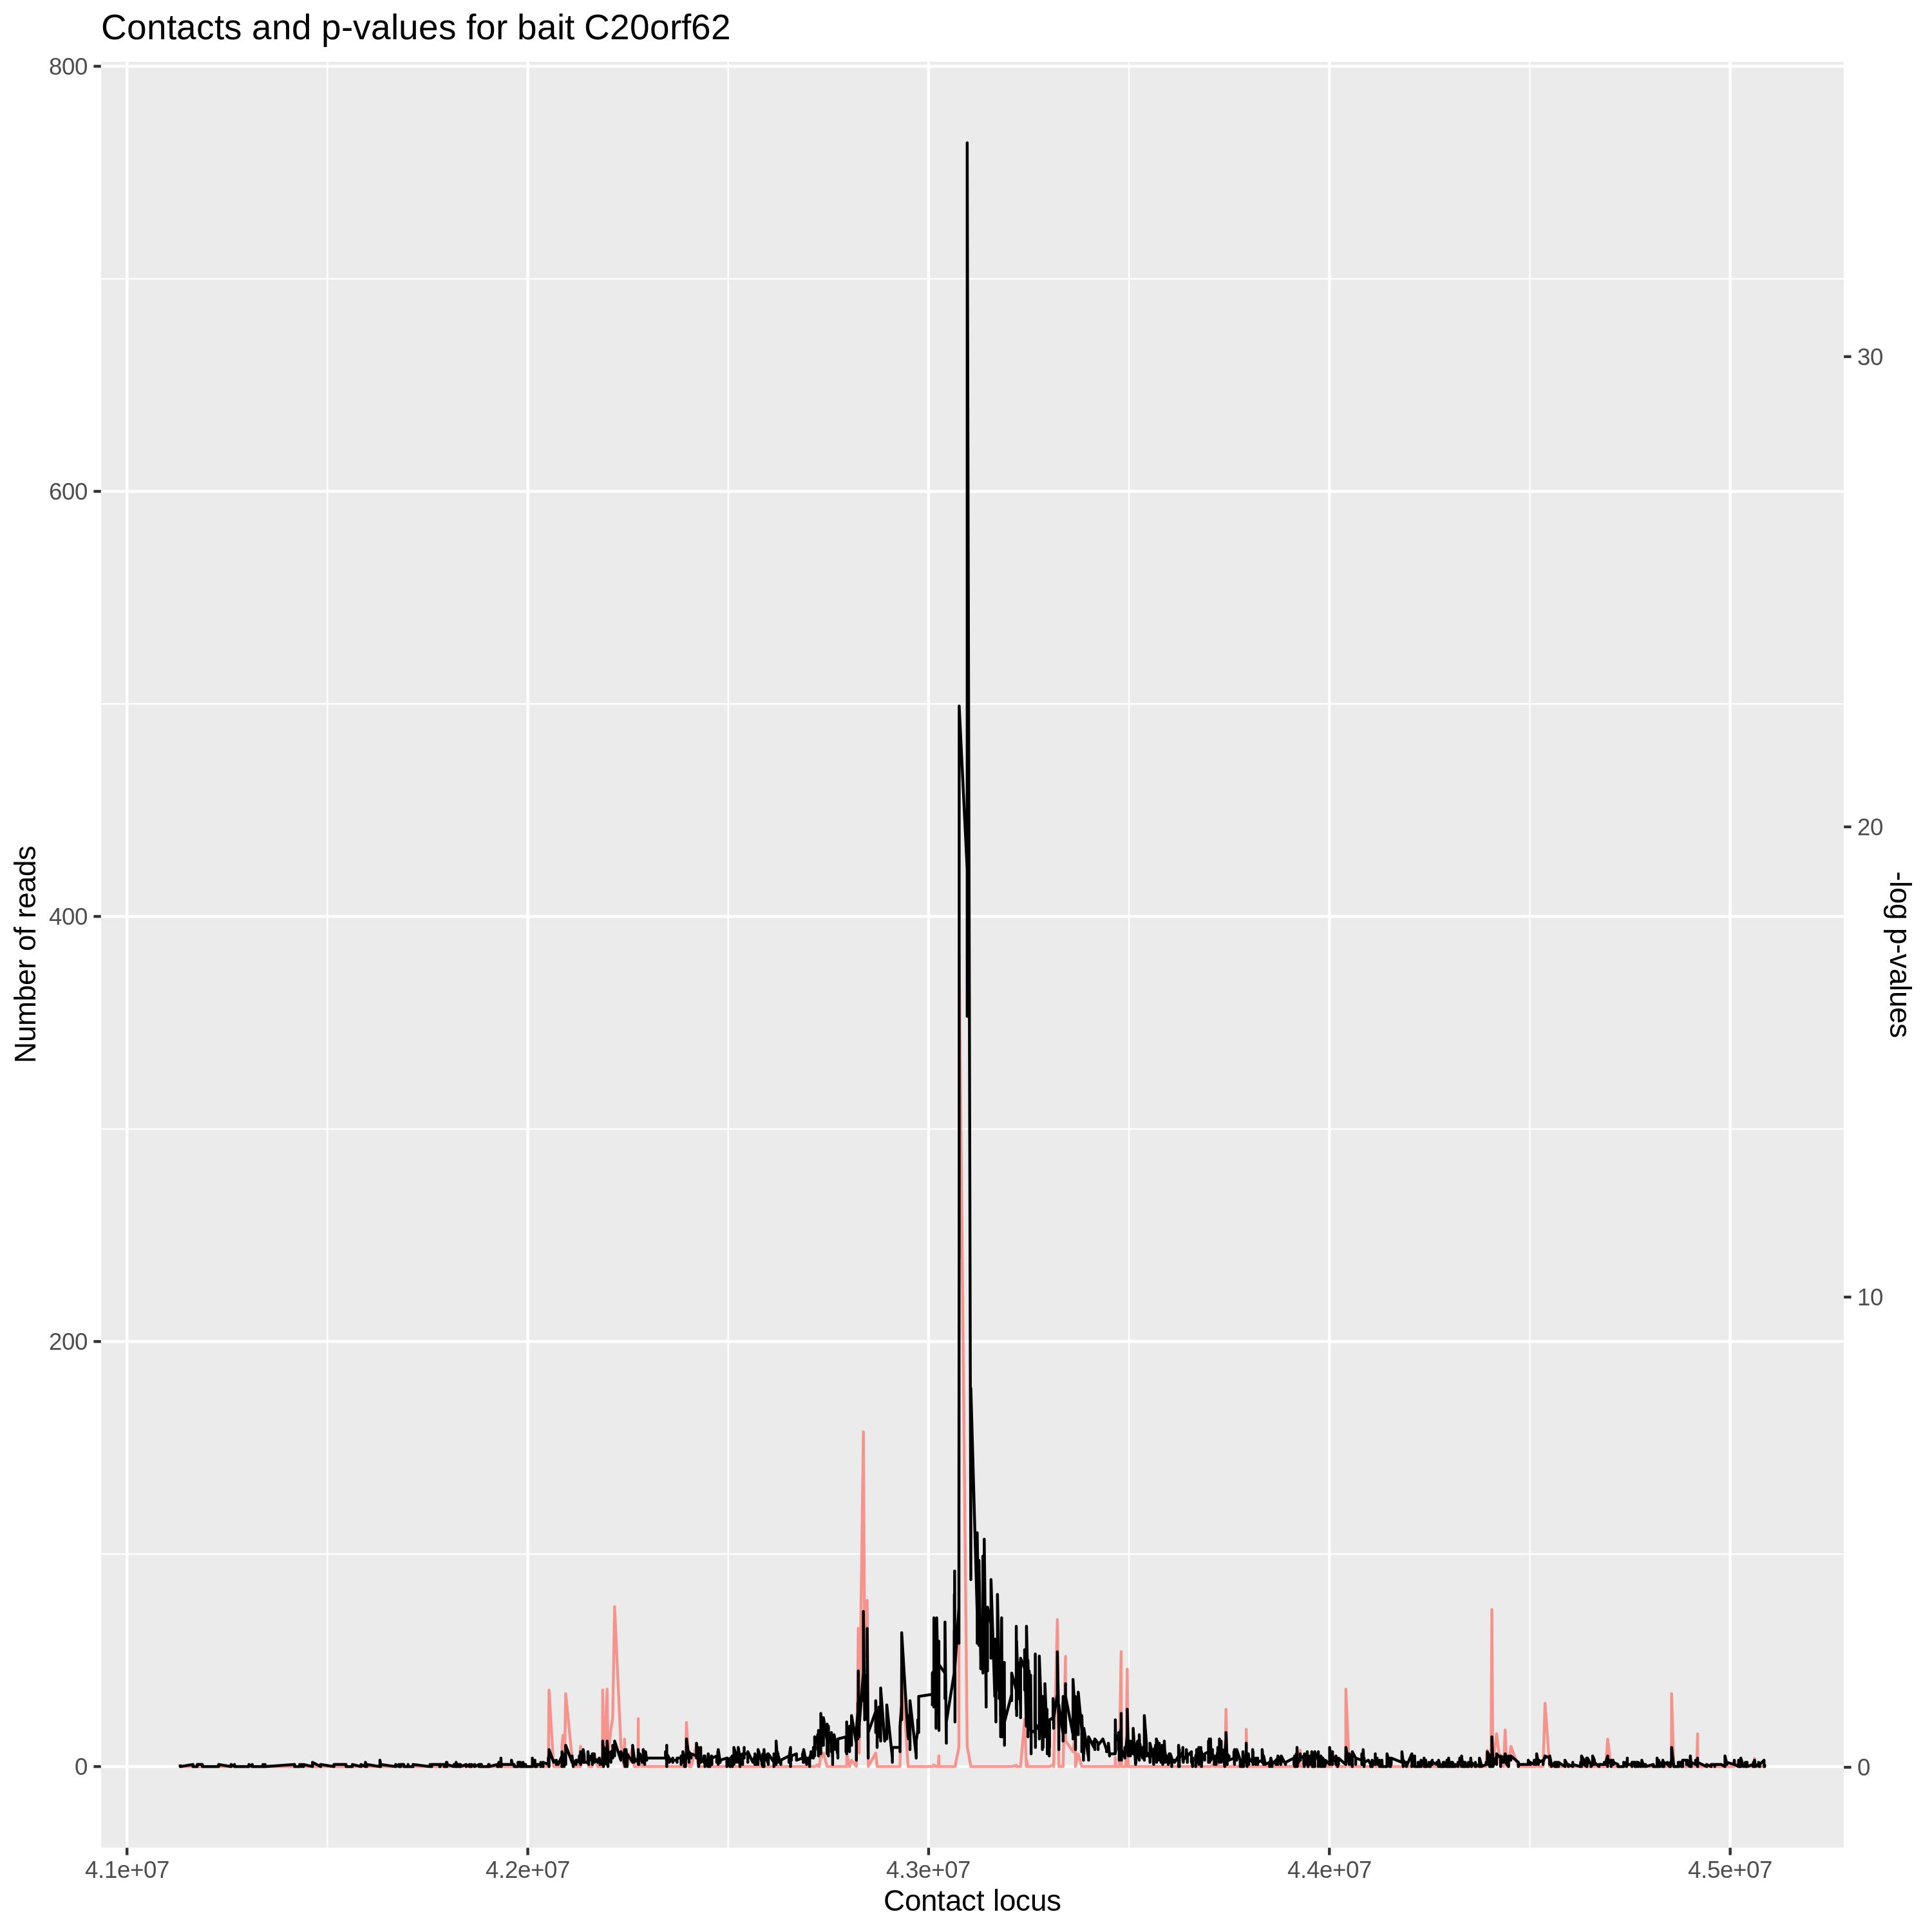 Contacts and p-values for bait C20orf62
800
600
400
200
0
Number of reads
30
20
10
0
-log p-values
4.1e+07
4.2e+07
4.3e+07
4.4e+07
4.5e+07
Contact locus